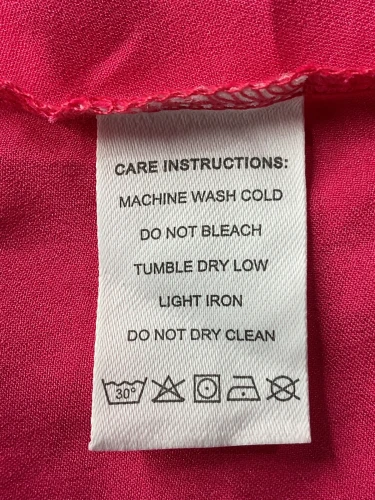 CARE INSTRUCTIONS:
MACHINE WASH COLD
DO NOT BLEACH
TUMBLE DRY LOW
LIGHT IRON
DO NOT DRY CLEAN
30°